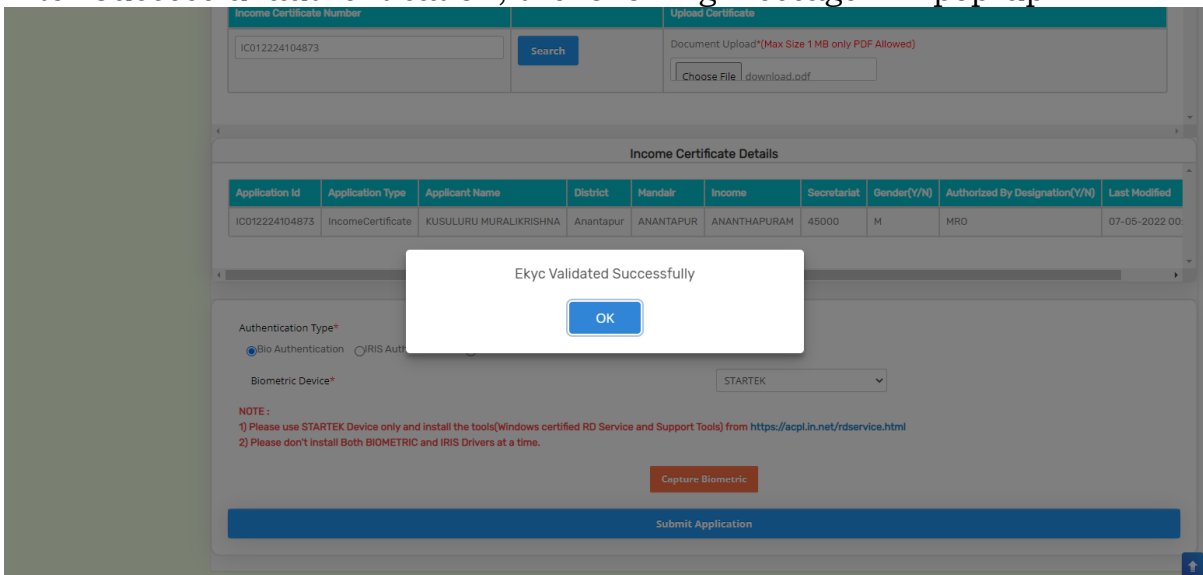 Income Certificate Number Upload Certificate
IC012224104873 Search Document Upload*(Max Size 1 MB only PDF Allowed)
Choose File download.pdf
Income Certificate Details
Application Id Application Type Applicant Name District Mandalr Income Secretariat Gender(Y/N) Authorized By Designation(Y/N) Last Modified
IC012224104873 IncomeCertificate KUSULURU MURALIKRISHNA Anantapur ANANTAPUR ANANTHAPURAM 45000 M MRO 07-05-2022 00:
Ekyc Validated Successfully
OK
Authentication Type*
Bio Authentication IRIS Auth
Biometric Device* STARTEK
NOTE :
1) Please use STARTEK Device only and install the tools(Windows certified RD Service and Support Tools) from https://acpl.in.net/rdservice.html
2) Please don't install Both BIOMETRIC and IRIS Drivers at a time.
Capture Biometric
Submit Application